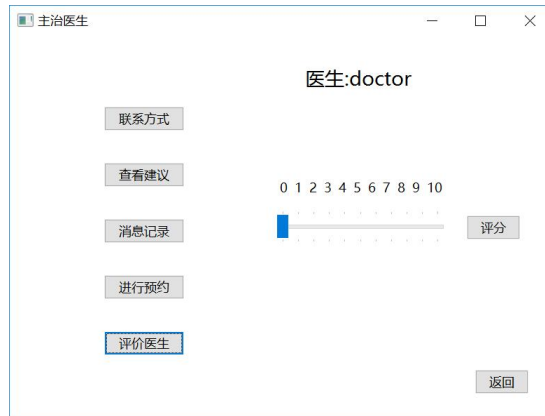 主治医生
医生:doctor
联系方式
查看建议
0 1 2 3 4 5 6 7 8 9 10
消息记录
评分
进行预约
评价医生
返回